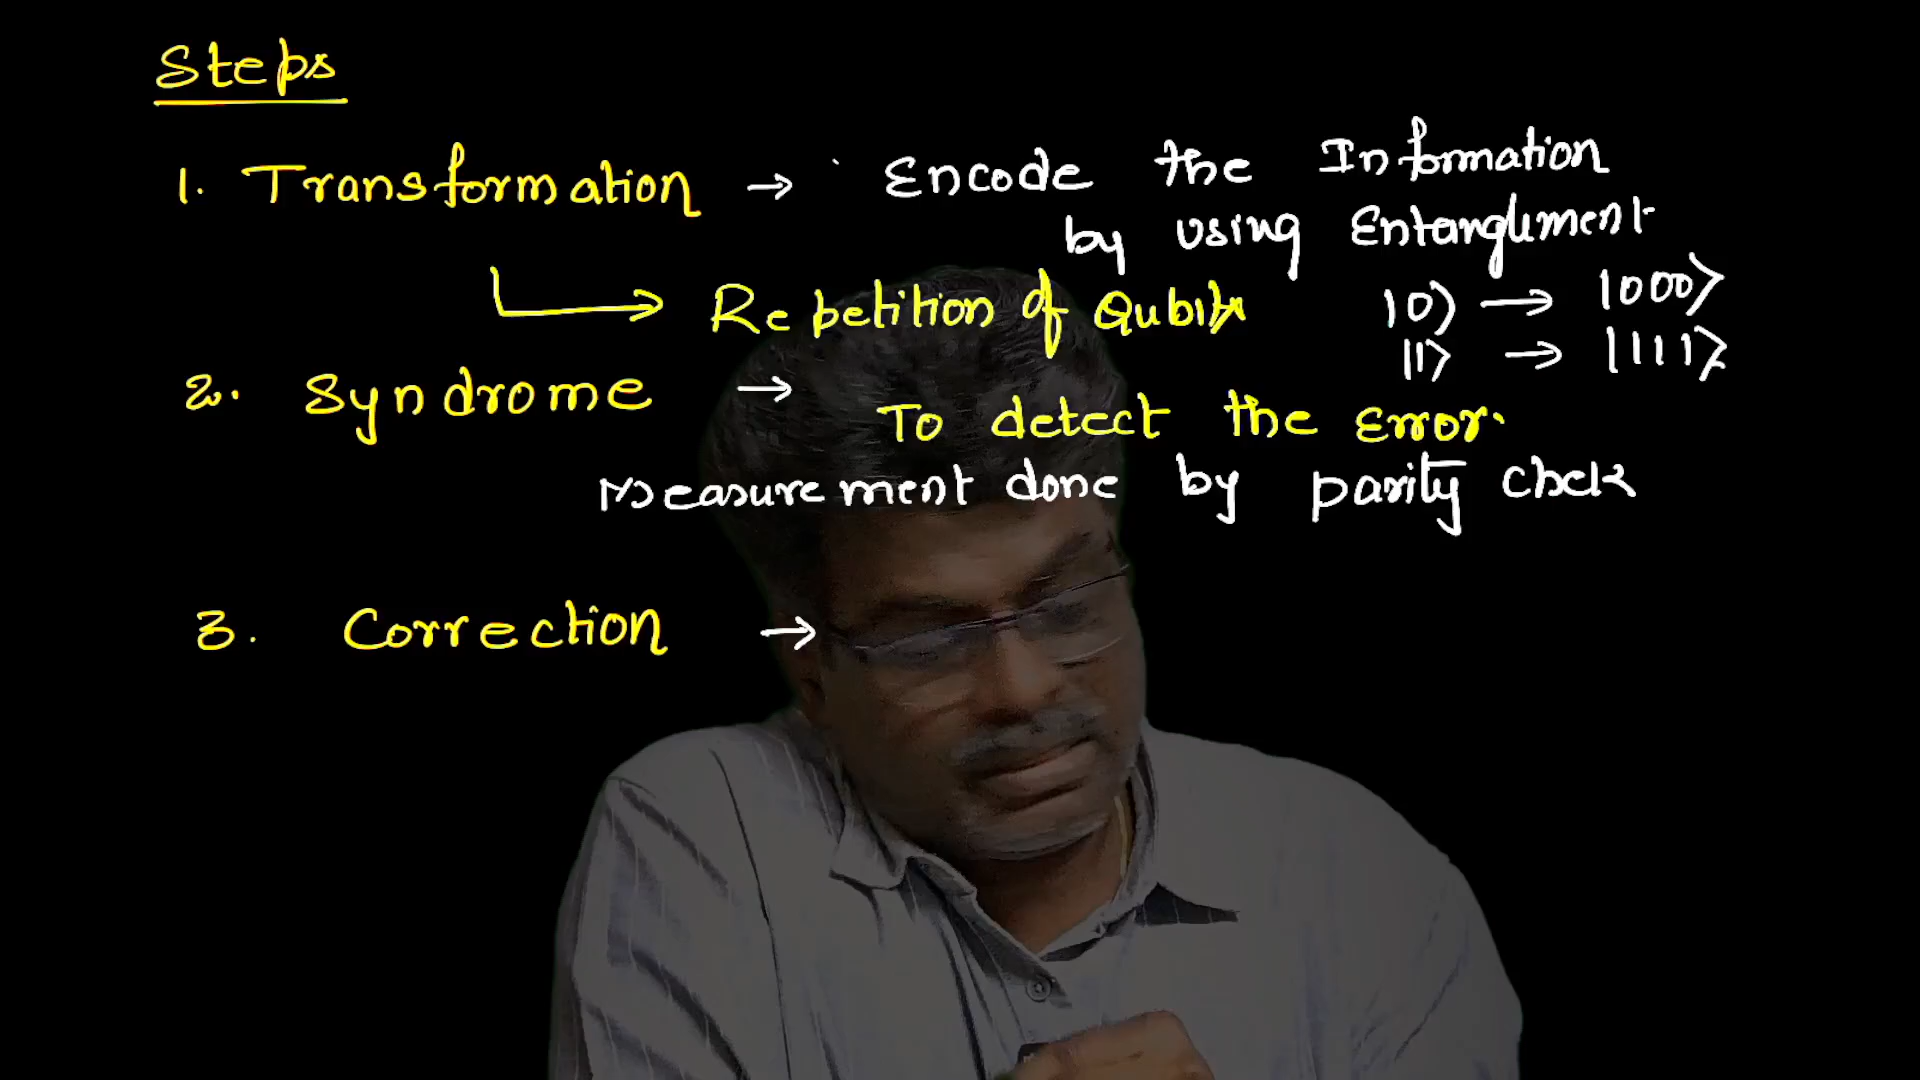 Steps
1. Transformation → Encode the Information
by using Entanglement
Repetition of Qubits |0⟩ → |000⟩
|1⟩ → |111⟩
2. Syndrome →
To detect the Error.
Measurement done by parity check
3. Correction →